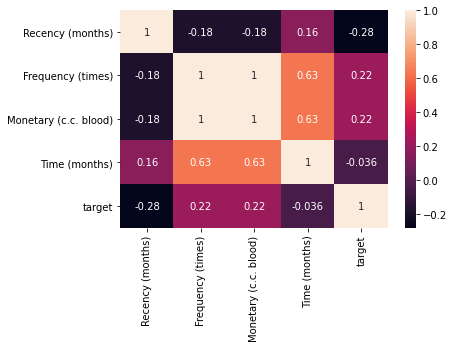 Recency (months) 1 -0.18 -0.18 0.16 -0.28
Frequency (times) -0.18 1 1 0.63 0.22
Monetary (c.c. blood) -0.18 1 1 0.63 0.22
Time (months) 0.16 0.63 0.63 1 -0.036
target -0.28 0.22 0.22 -0.036 1
Recency (months)
Frequency (times)
Monetary (c.c. blood)
Time (months)
target
1.0
0.8
0.6
0.4
0.2
0.0
−0.2